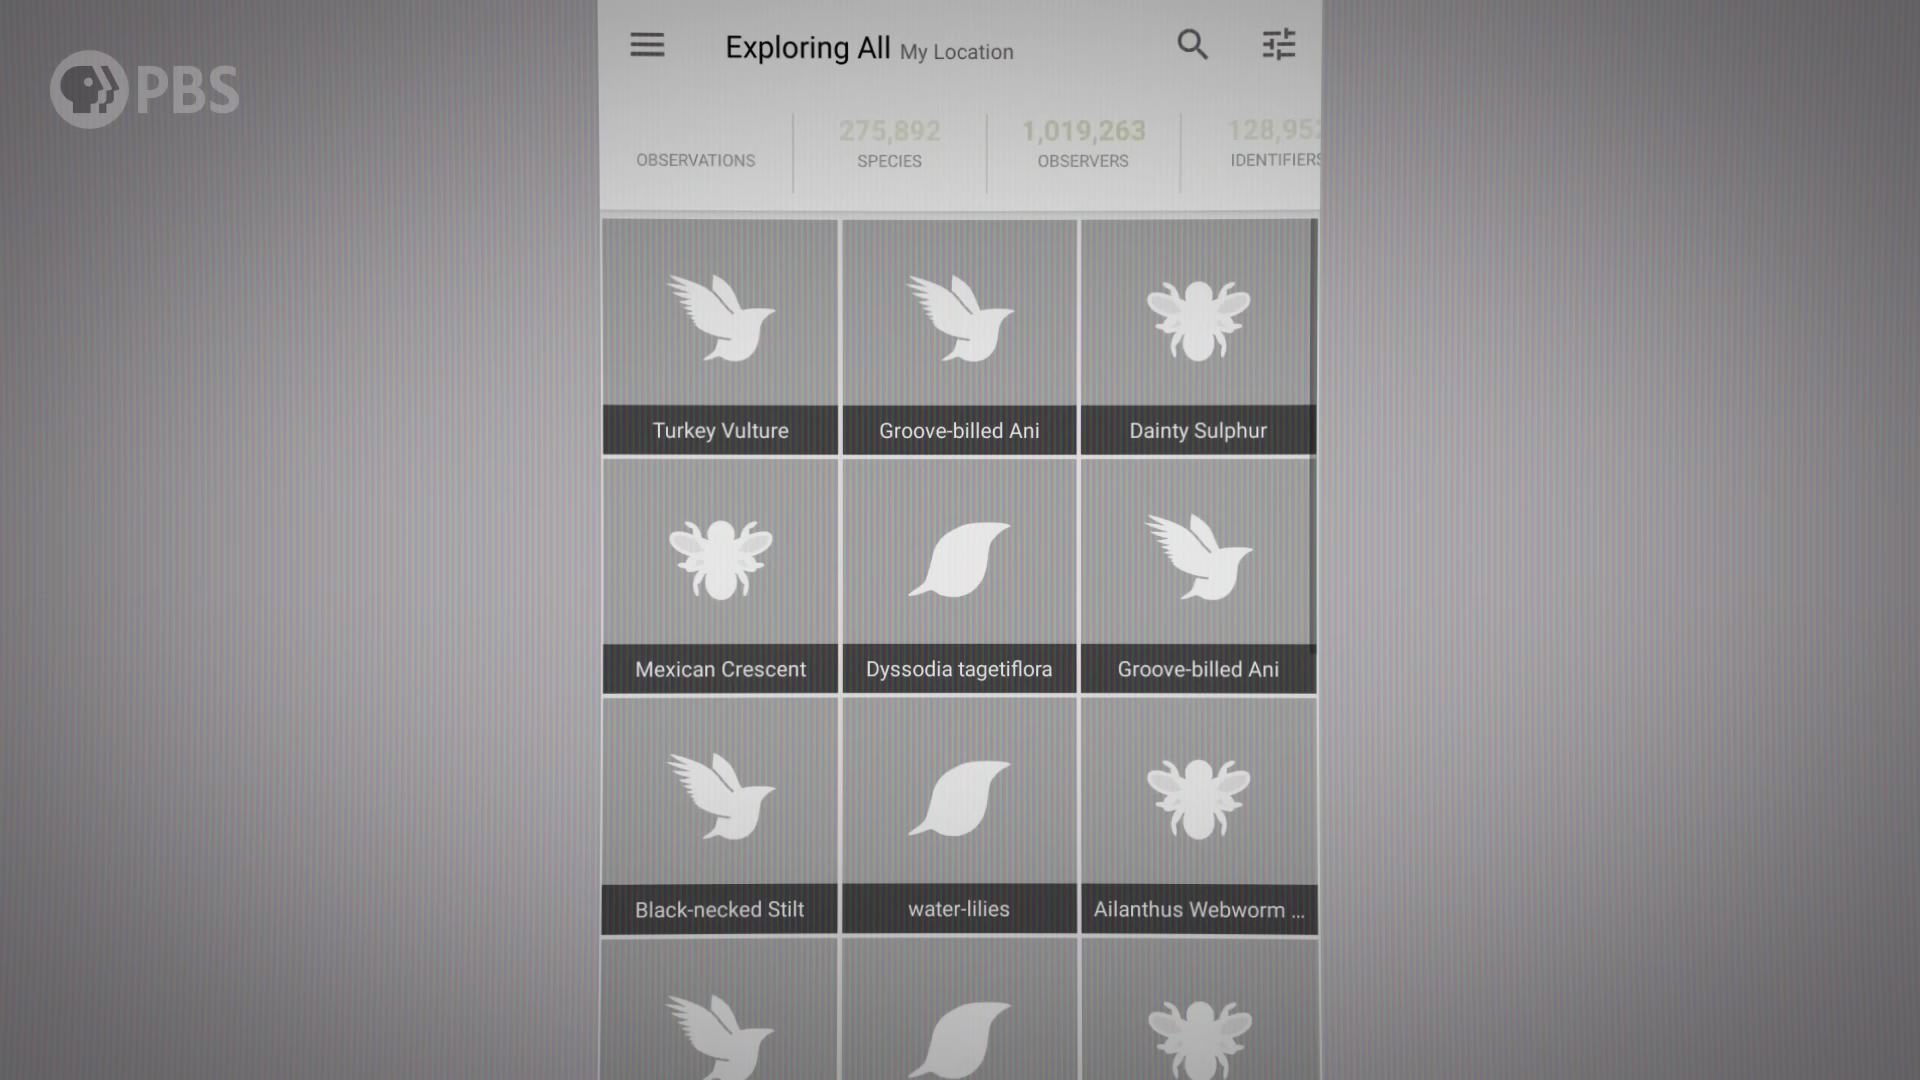 PBS
Exploring All My Location
275,892
1,019,263
OBSERVATIONS
SPECIES
OBSERVERS
Turkey Vulture
Groove-billed Ani
Dainty Sulphur
Mexican Crescent
Dyssodia tagetiflora
Groove-billed Ani
Black-necked Stilt
water-lilies
Ailanthus Webworm ...